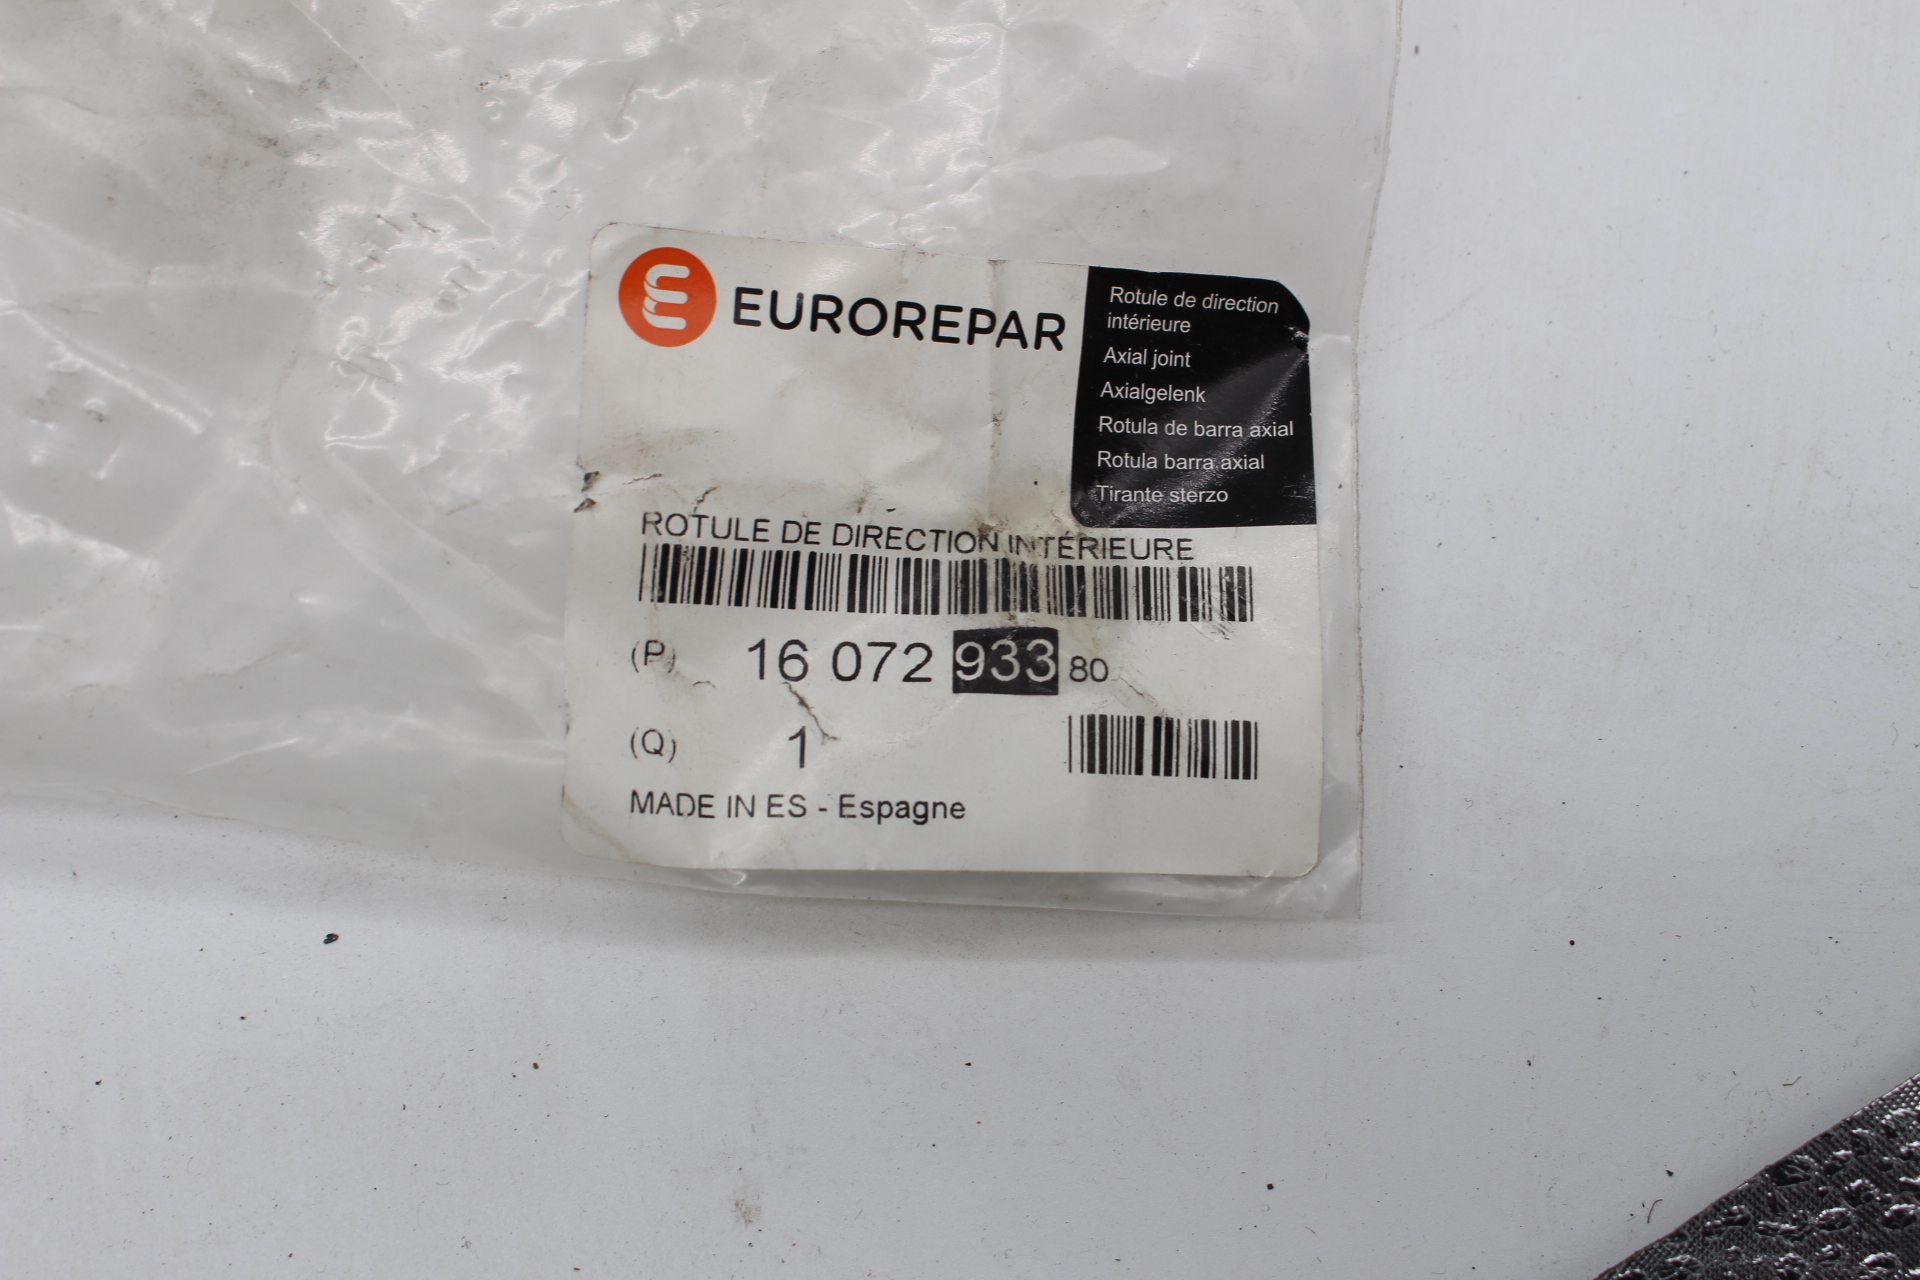 EUROREPAR
Rotule de direction
intérieure
Axial joint
Axialgelenk
Rotula de barra axial
Rotula barra axial
Tirante sterzo
ROTULE DE DIRECTION INTÉRIEURE
(P) 16 072 933 80
(Q) 1
MADE IN ES - Espagne